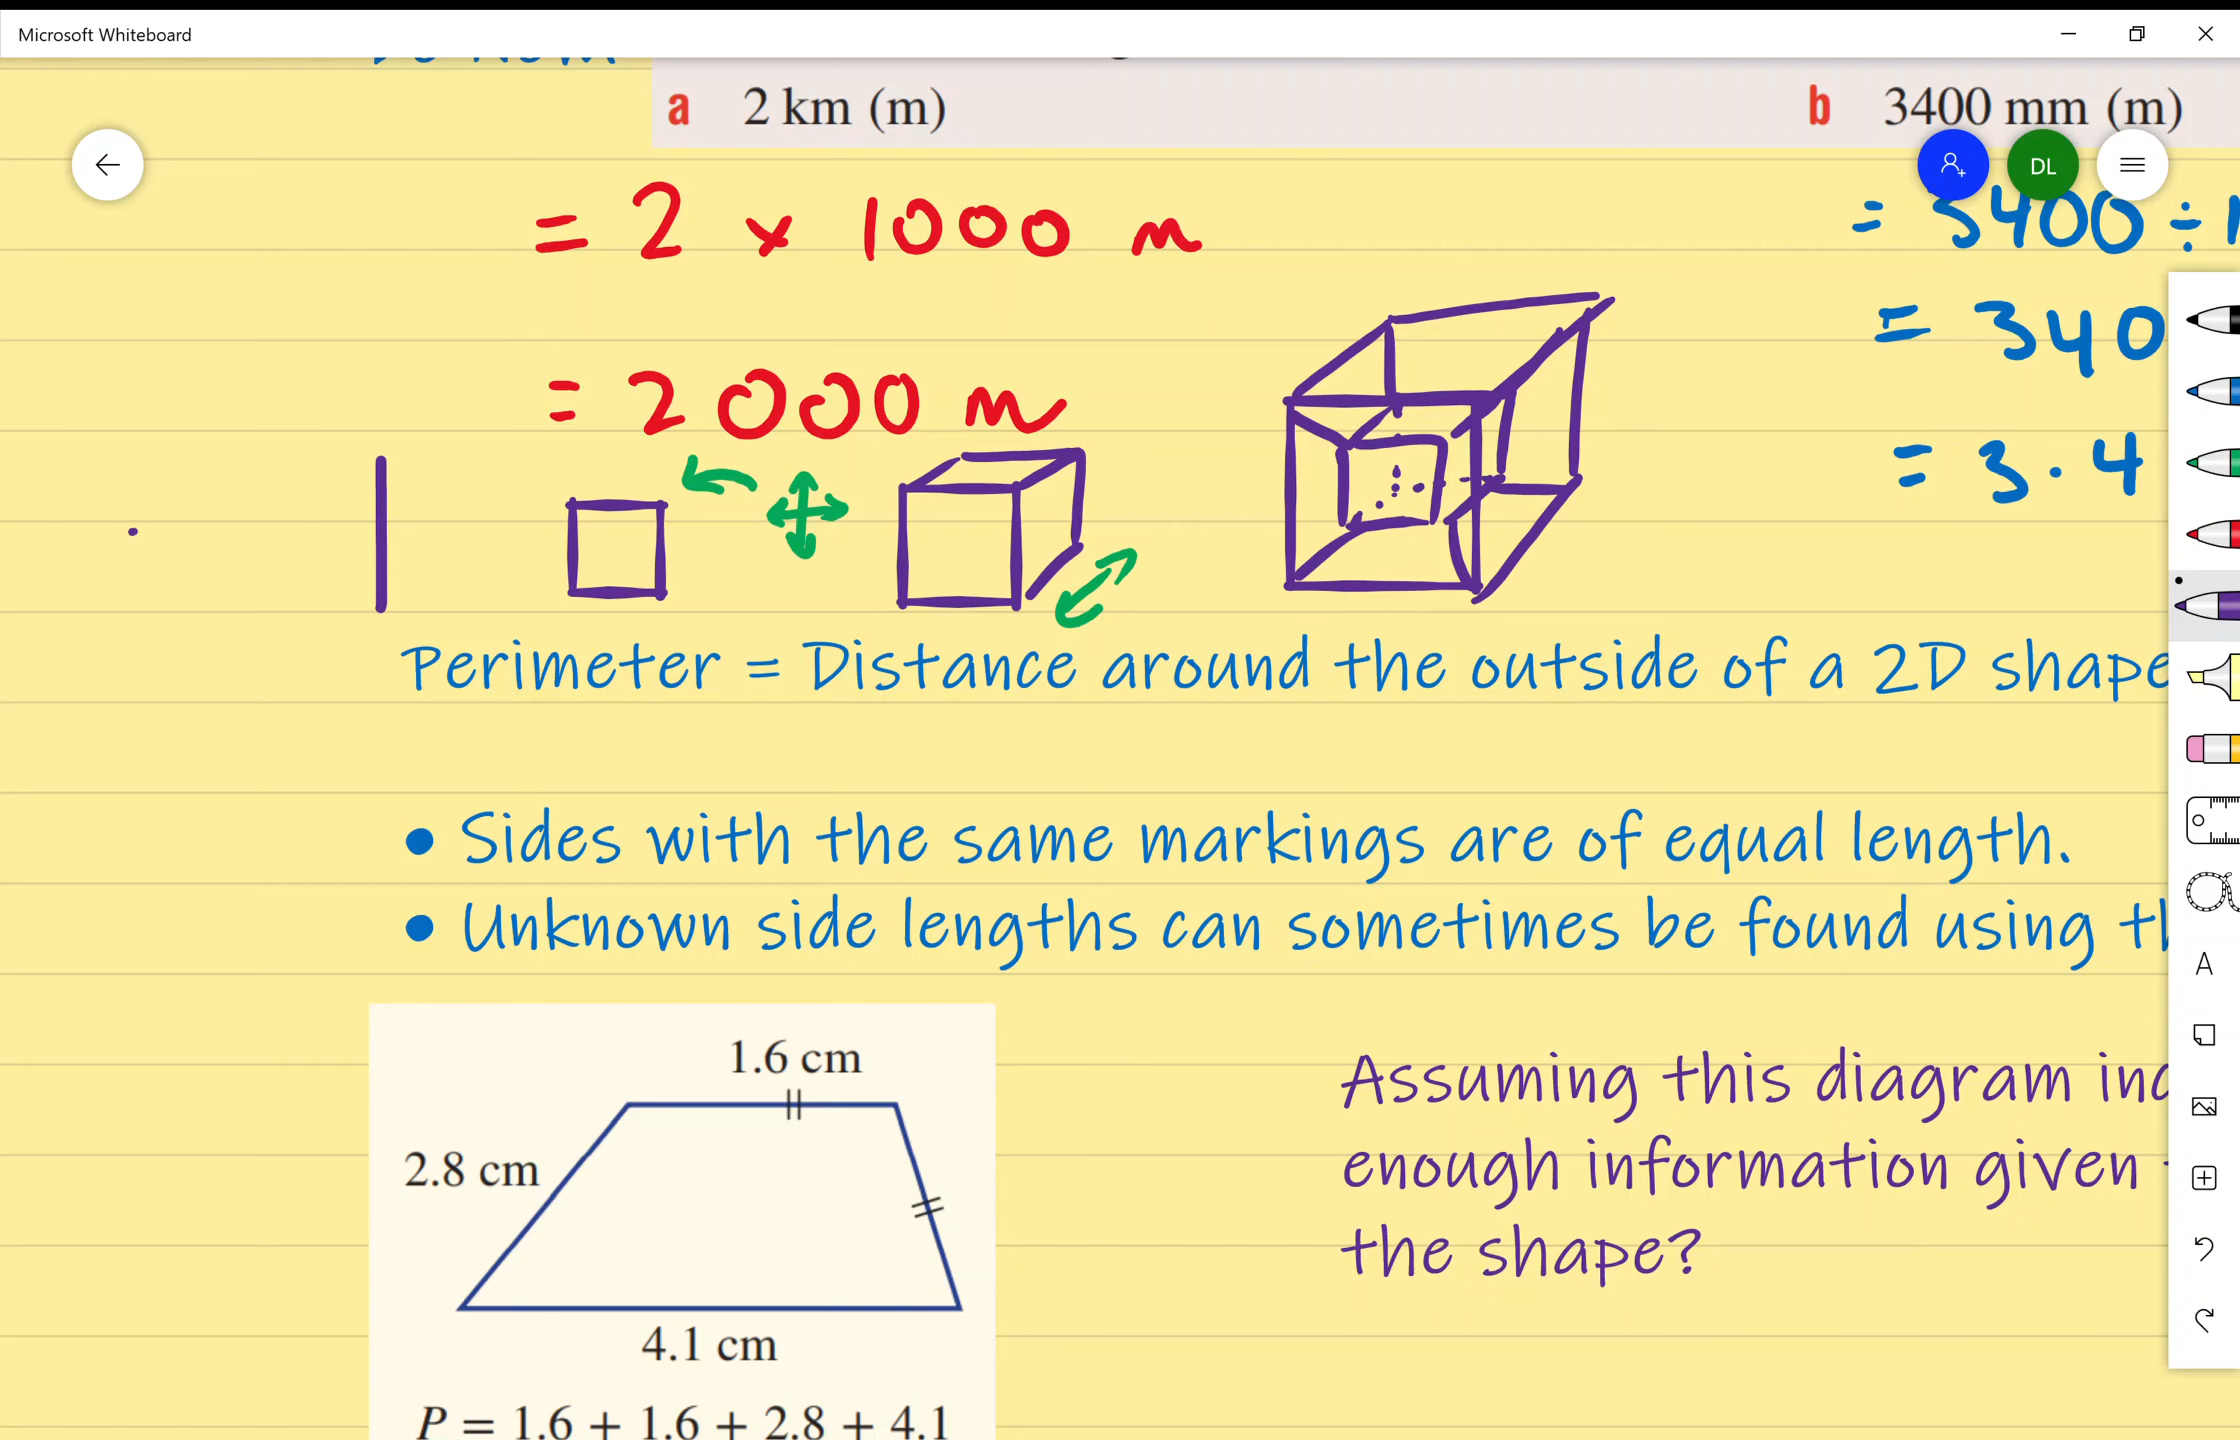 Microsoft Whiteboard
a 2 km (m)
b 3400 mm (m)
DL
= 2 × 1000 m
= 3400 ÷ 1
= 2000 m
= 340
= 3.4
Perimeter = Distance around the outside of a 2D shape
• Sides with the same markings are of equal length.
• Unknown side lengths can sometimes be found using th
1.6 cm
2.8 cm
4.1 cm
P = 1.6 + 1.6 + 2.8 + 4.1
Assuming this diagram inc
enough information given
the shape?
A